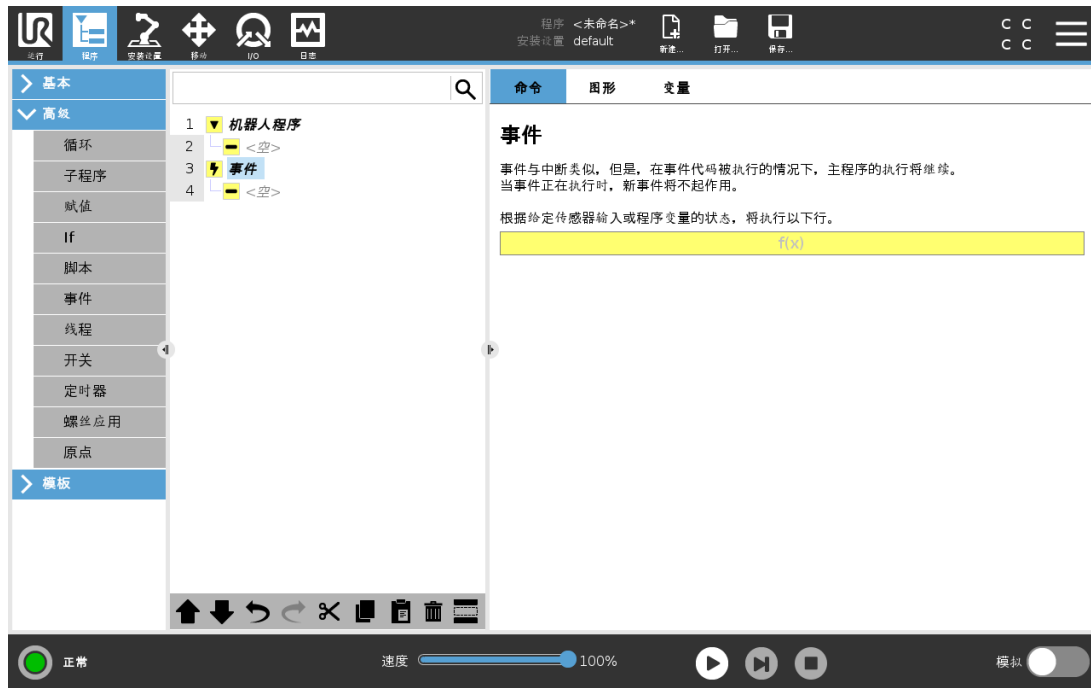 UR
运行 程序 安装设置 移动 I/O 日志
程序 <未命名>*
安装设置 default
新建... 打开... 保存...
C C
C C
基本
高级
循环
子程序
赋值
If
脚本
事件
线程
开关
定时器
螺丝应用
原点
模板
1 机器人程序
2 <空>
3 事件
4 <空>
命令 图形 变量
事件
事件与中断类似，但是，在事件代码被执行的情况下，主程序的执行将继续。
当事件正在执行时，新事件将不起作用。
根据给定传感器输入或程序变量的状态，将执行以下行。
f(x)
正常
速度 100%
模拟